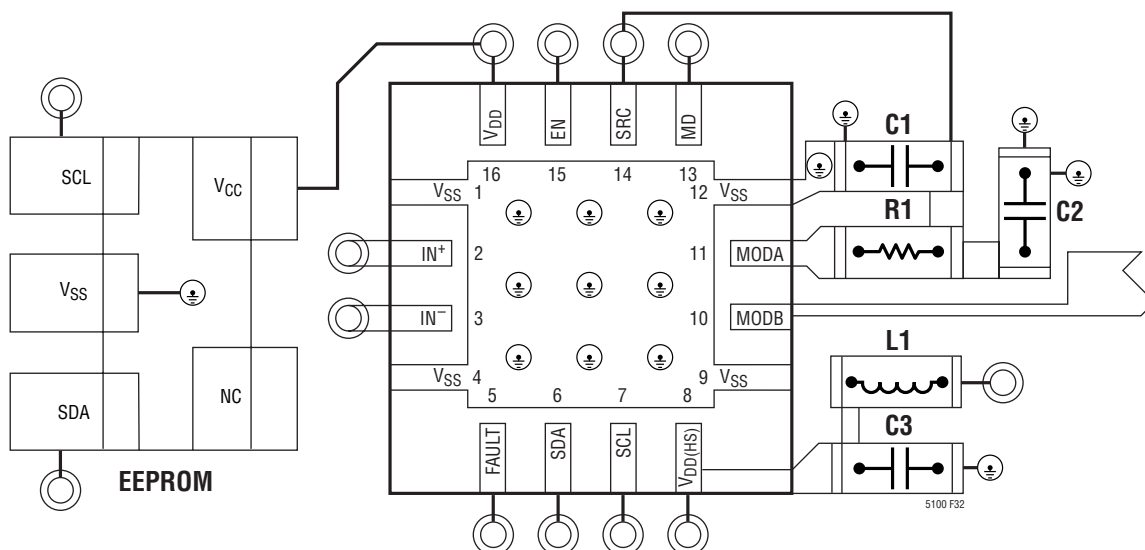 VDD
EN
SRC
MD
C1
SCL
VCC
16
15
14
13
VSS
1
12
VSS
R1
C2
IN+
2
11
MODA
VSS
IN−
3
10
MODB
L1
VSS
4
9
VSS
SDA
NC
5
6
7
8
C3
FAULT
SDA
SCL
VDD(HS)
EEPROM
5100 F32